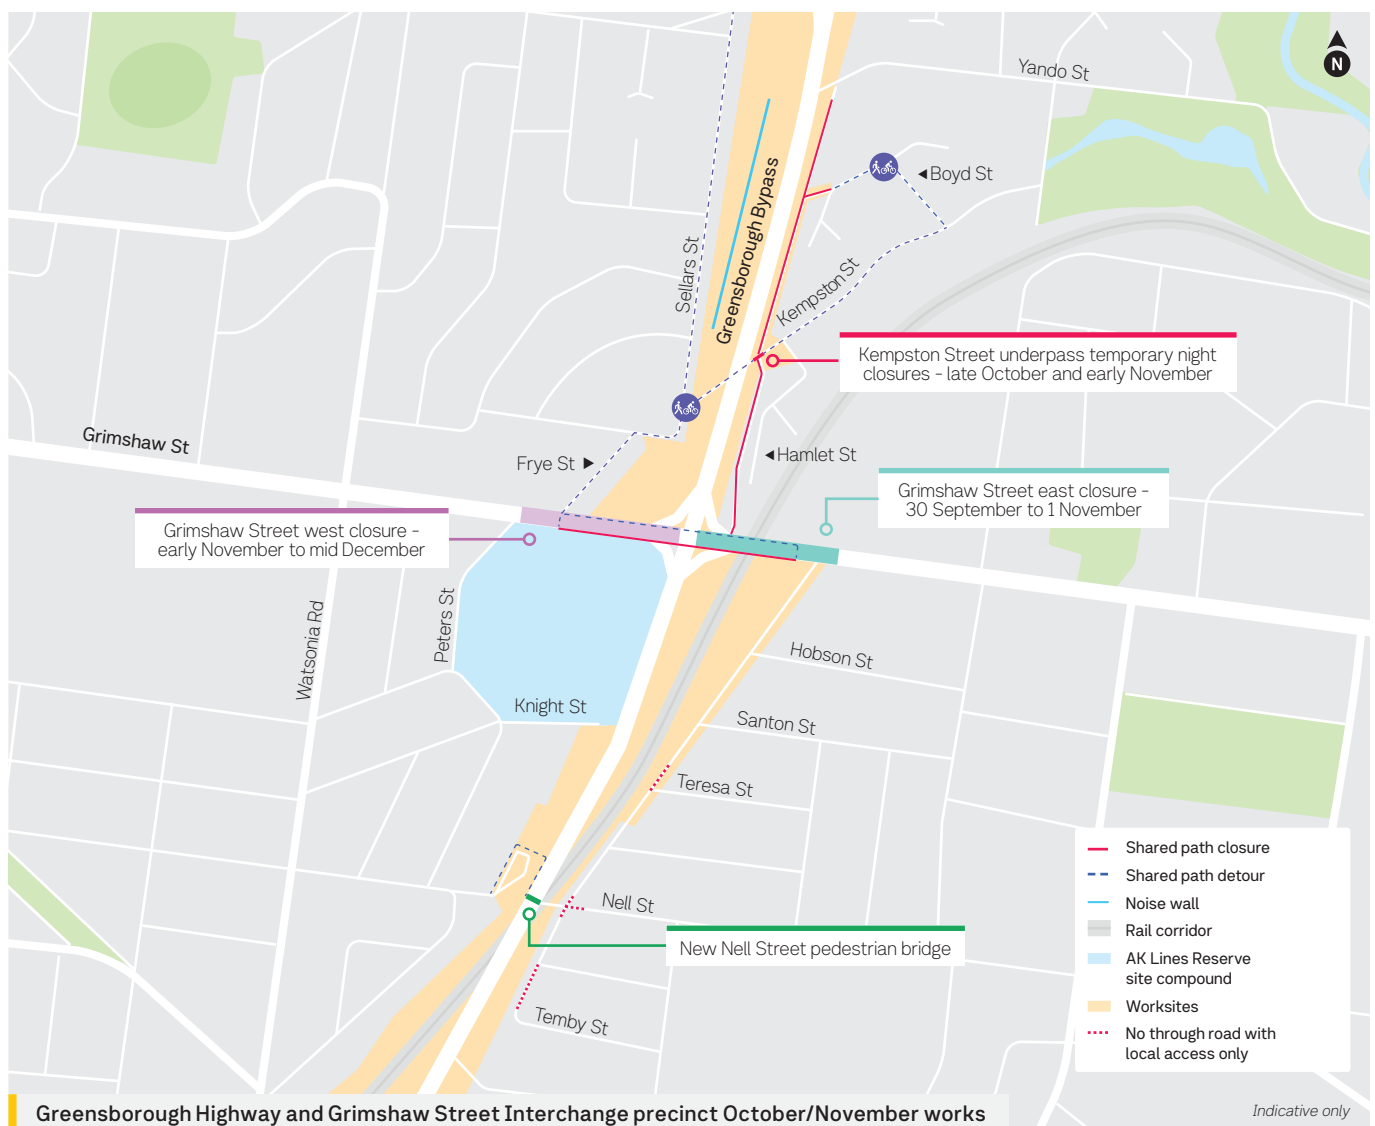 N
Yando St
Boyd St
Greensborough Bypass
Sellars St
Kempston St
Kempston Street underpass temporary night
closures - late October and early November
Grimshaw St
Frye St
Hamlet St
Grimshaw Street east closure -
30 September to 1 November
Grimshaw Street west closure -
early November to mid December
Peters St
Watsonia Rd
Hobson St
Knight St
Santon St
Teresa St
Nell St
New Nell Street pedestrian bridge
Temby St
Shared path closure
Shared path detour
Noise wall
Rail corridor
AK Lines Reserve
site compound
Worksites
No through road with
local access only
Greensborough Highway and Grimshaw Street Interchange precinct October/November works
Indicative only